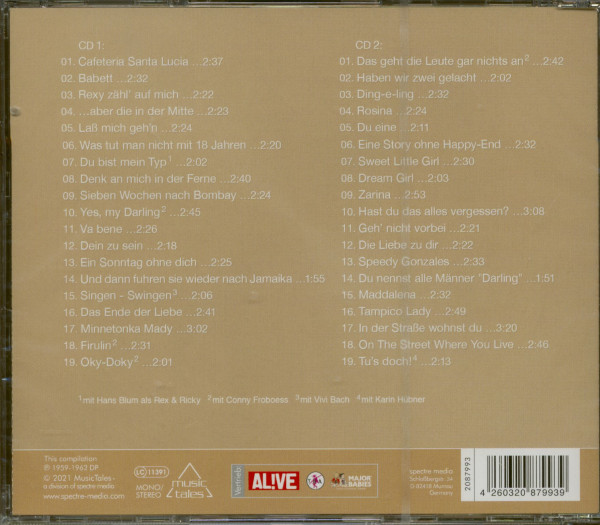 CD 1:
01. Cafeteria Santa Lucia ...2:37
02. Babett ...2:32
03. Rexy zähl' auf mich ...2:22
04. ...aber die in der Mitte ...2:23
05. Laß mich geh'n ...2:24
06. Was tut man nicht mit 18 Jahren ...2:20
07. Du bist mein Typ¹ ...2:02
08. Denk an mich in der Ferne ...2:40
09. Sieben Wochen nach Bombay ...2:24
10. Yes, my Darling² ...2:45
11. Va bene ...2:26
12. Dein zu sein ...2:18
13. Ein Sonntag ohne dich ...2:25
14. Und dann fuhren sie wieder nach Jamaika ...1:55
15. Singen - Swingen³ ...2:06
16. Das Ende der Liebe ...2:41
17. Minnetonka Mady ...3:02
18. Firulin² ...2:31
19. Oky-Doky² ...2:01
CD 2:
01. Das geht die Leute gar nichts an² ...2:42
02. Haben wir zwei gelacht ...2:02
03. Ding-e-ling ...2:32
04. Rosina ...2:24
05. Du eine ...2:11
06. Eine Story ohne Happy-End ...2:32
07. Sweet Little Girl ...2:30
08. Dream Girl ...2:03
09. Zarina ...2:53
10. Hast du das alles vergessen? ...3:08
11. Geh' nicht vorbei ...2:21
12. Die Liebe zu dir ...2:22
13. Speedy Gonzales ...2:33
14. Du nennst alle Männer "Darling" ...1:51
15. Maddalena ...2:32
16. Tampico Lady ...2:49
17. In der Straße wohnst du ...3:20
18. On The Street Where You Live ...2:46
19. Tu's doch!⁴ ...2:13
¹mit Hans Blum als Rex & Ricky ²mit Conny Froboess ³mit Vivi Bach ⁴mit Karin Hübner
This compilation
℗ 1959-1962 DP
© 2021 MusicTales -
a division of spectre media
www.spectre-media.com
LC 11391
MONO/
STEREO
music
tales
Vertrieb:
AL!VE
MAJOR
BABIES
spectre media
Germany
2087993
4 260320 879939